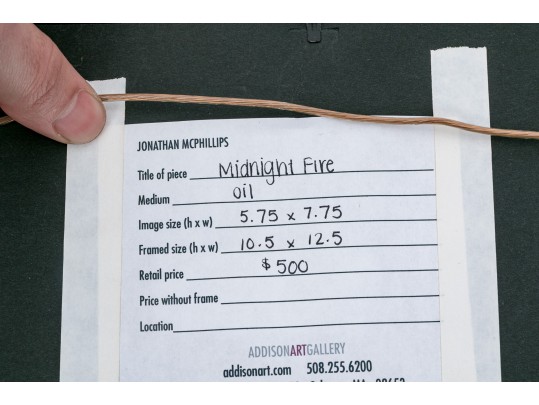 JONATHAN MCPHILLIPS
Title of piece Midnight Fire
Medium oil
Image size (h x w) 5.75 x 7.75
Framed size (h x w) 10.5 x 12.5
Retail price $500
Price without frame
Location
ADDISONARTGALLERY
addisonart.com 508.255.6200